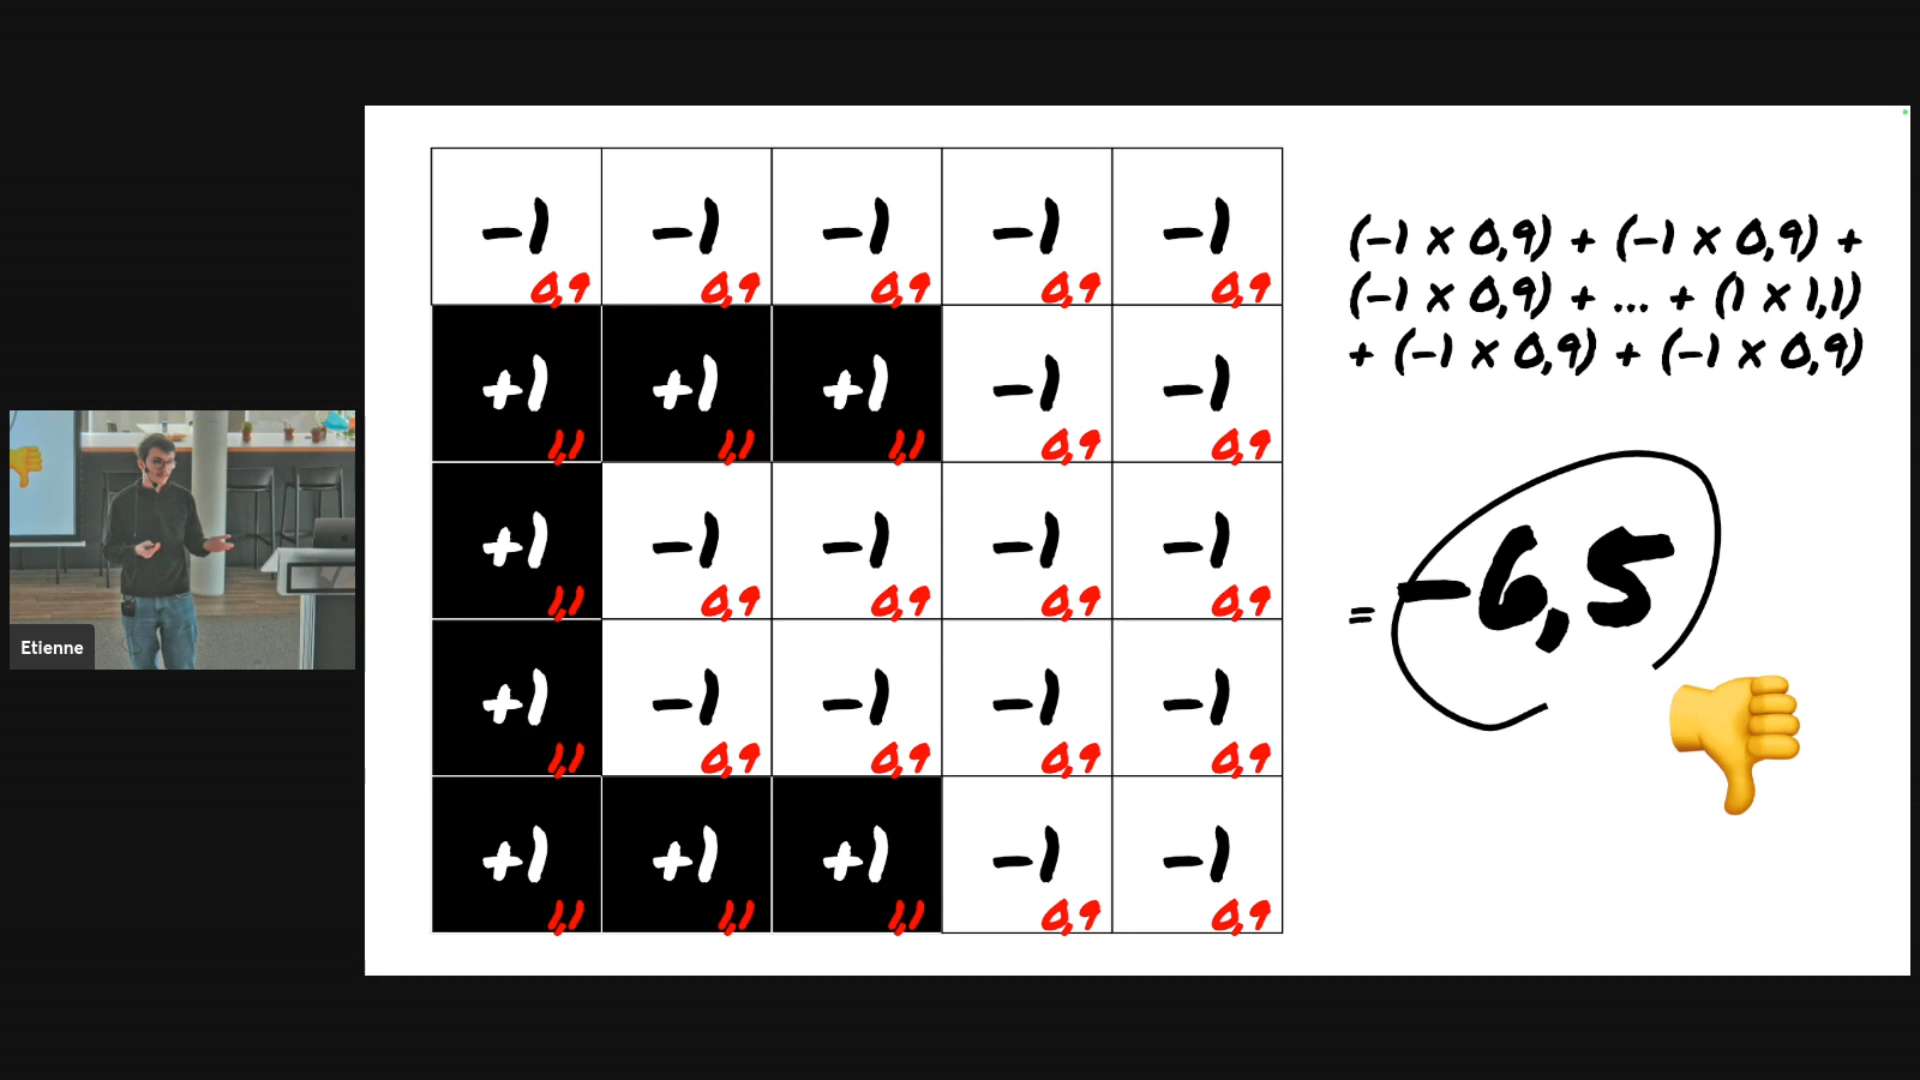 -1 -1 -1 -1 -1
0,9 0,9 0,9 0,9 0,9
+1 +1 +1 -1 -1
1,1 1,1 1,1 0,9 0,9
+1 -1 -1 -1 -1
1,1 0,9 0,9 0,9 0,9
+1 -1 -1 -1 -1
1,1 0,9 0,9 0,9 0,9
+1 +1 +1 -1 -1
1,1 1,1 1,1 0,9 0,9
(-1 x 0,9) + (-1 x 0,9) +
(-1 x 0,9) + ... + (1 x 1,1)
+ (-1 x 0,9) + (-1 x 0,9)
= -6,5
Etienne